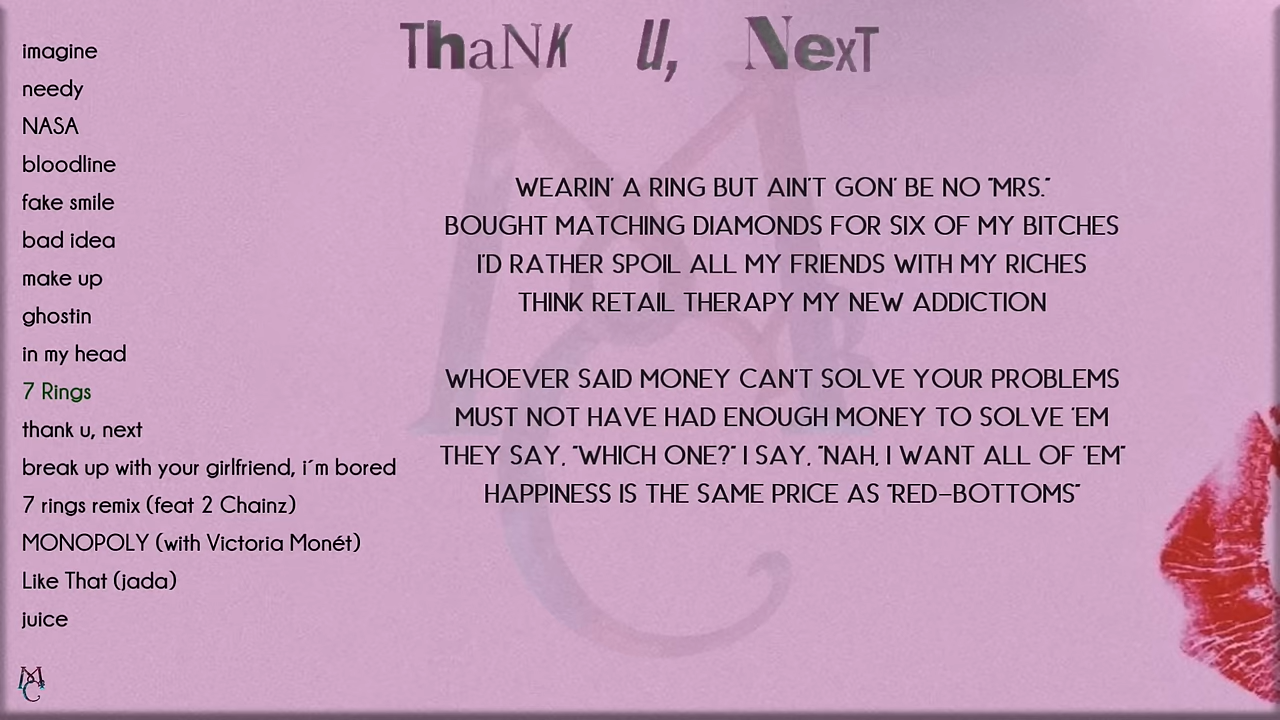 Thank u, Next
imagine
needy
NASA
bloodline
fake smile
bad idea
make up
ghostin
in my head
7 Rings
thank u, next
break up with your girlfriend, i´m bored
7 rings remix (feat 2 Chainz)
MONOPOLY (with Victoria Monét)
Like That (jada)
juice
WEARIN' A RING BUT AIN'T GON' BE NO "MRS."
BOUGHT MATCHING DIAMONDS FOR SIX OF MY BITCHES
I'D RATHER SPOIL ALL MY FRIENDS WITH MY RICHES
THINK RETAIL THERAPY MY NEW ADDICTION
WHOEVER SAID MONEY CAN'T SOLVE YOUR PROBLEMS
MUST NOT HAVE HAD ENOUGH MONEY TO SOLVE 'EM
THEY SAY, "WHICH ONE?" I SAY, "NAH, I WANT ALL OF 'EM"
HAPPINESS IS THE SAME PRICE AS "RED-BOTTOMS"